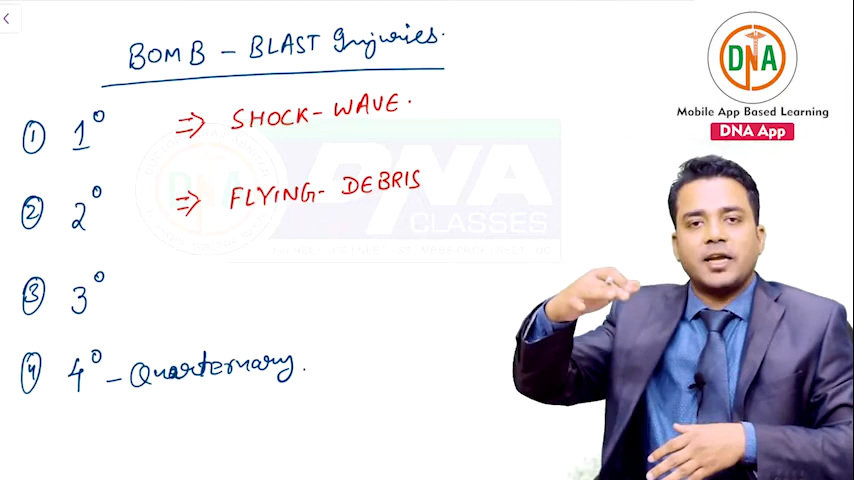 BOMB - BLAST Injuries.
① 1° ⇒ SHOCK-WAVE.
② 2° ⇒ FLYING- DEBRIS
③ 3°
④ 4° - Quarternary.
DNA
Mobile App Based Learning
DNA App
DNA
CLASSES